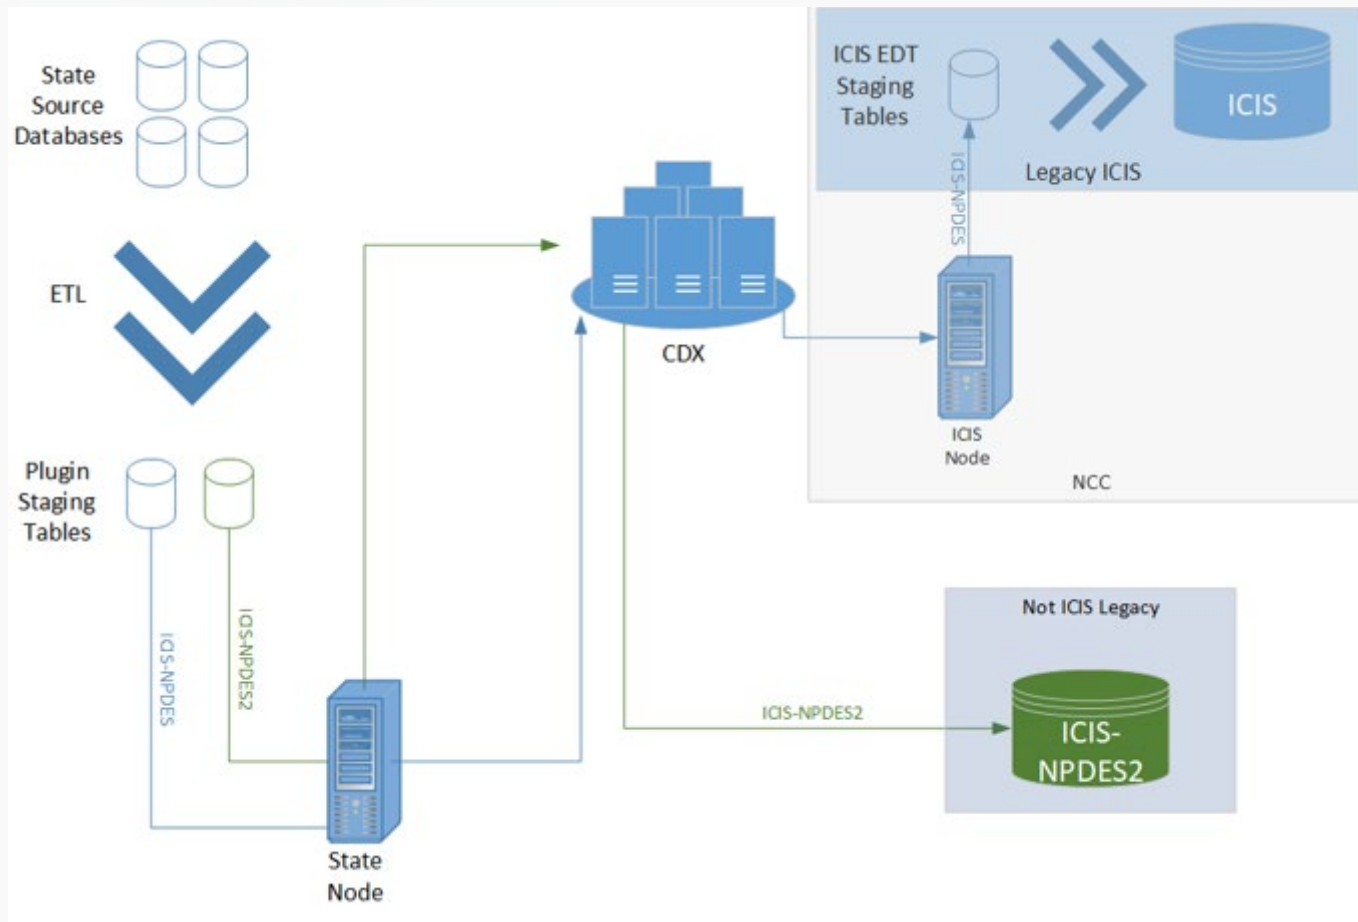 State
Source
Databases
ETL
Plugin
Staging
Tables
ICIS-NPDES
ICIS-NPDES2
State
Node
CDX
ICIS EDT
Staging
Tables
ICIS
Legacy ICIS
ICIS-NPDES
ICIS
Node
NCC
Not ICIS Legacy
ICIS-NPDES2
ICIS-
NPDES2